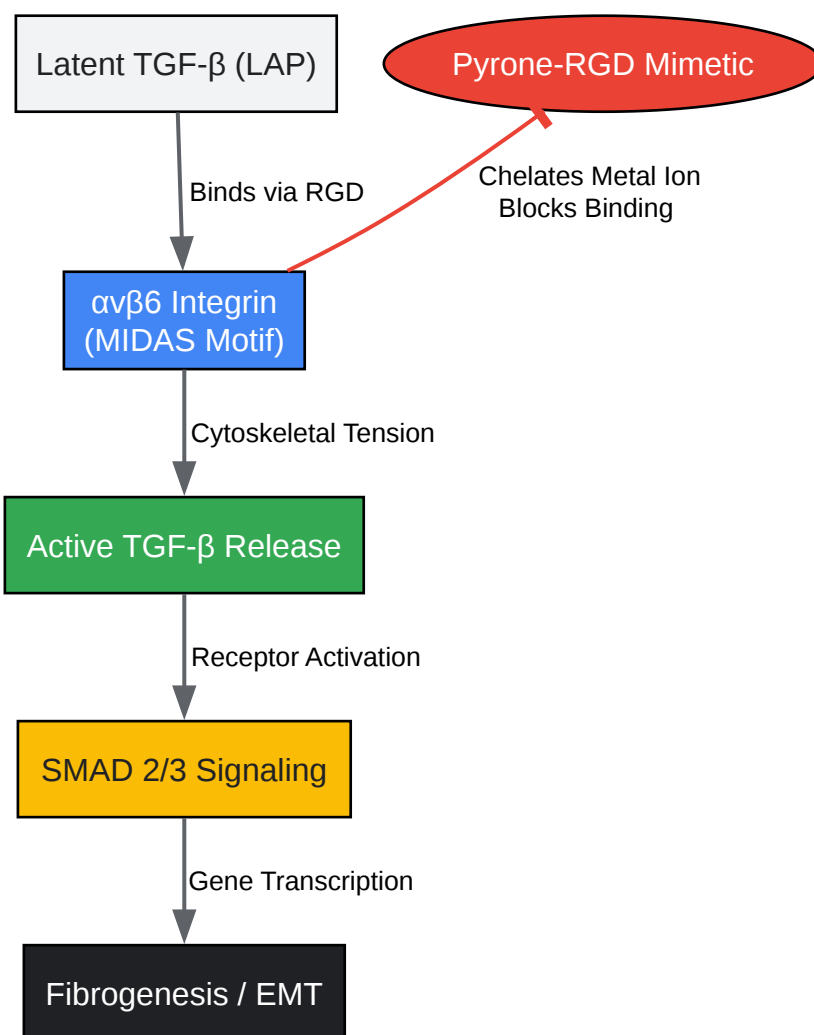 Latent TGF-β (LAP)
Pyrone-RGD Mimetic
Binds via RGD
Chelates Metal Ion
Blocks Binding
αvβ6 Integrin
(MIDAS Motif)
Cytoskeletal Tension
Active TGF-β Release
Receptor Activation
SMAD 2/3 Signaling
Gene Transcription
Fibrogenesis / EMT